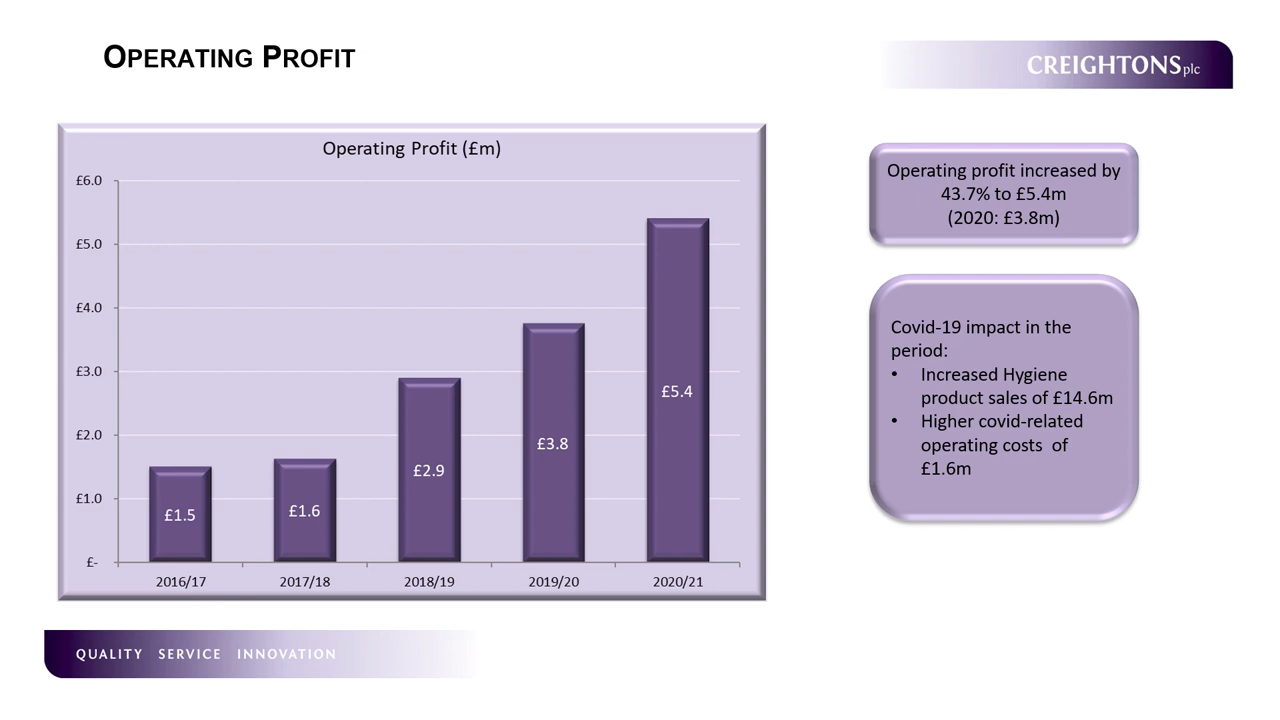 OPERATING PROFIT
CREIGHTONS plc
Operating Profit (£m)
£6.0
£5.0
£4.0
£3.0
£2.0
£1.0
£-
£1.5
£1.6
£2.9
£3.8
£5.4
2016/17
2017/18
2018/19
2019/20
2020/21
Operating profit increased by
43.7% to £5.4m
(2020: £3.8m)
Covid-19 impact in the
period:
• Increased Hygiene
product sales of £14.6m
• Higher covid-related
operating costs of
£1.6m
QUALITY SERVICE INNOVATION